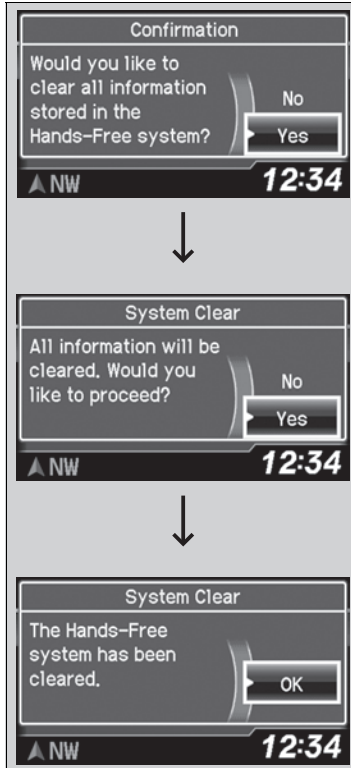 Confirmation
Would you like to
clear all information
stored in the
Hands-Free system?
No
Yes
NW
12:34
System Clear
All information will be
cleared. Would you
like to proceed?
No
Yes
NW
12:34
System Clear
The Hands-Free
system has been
cleared.
OK
NW
12:34